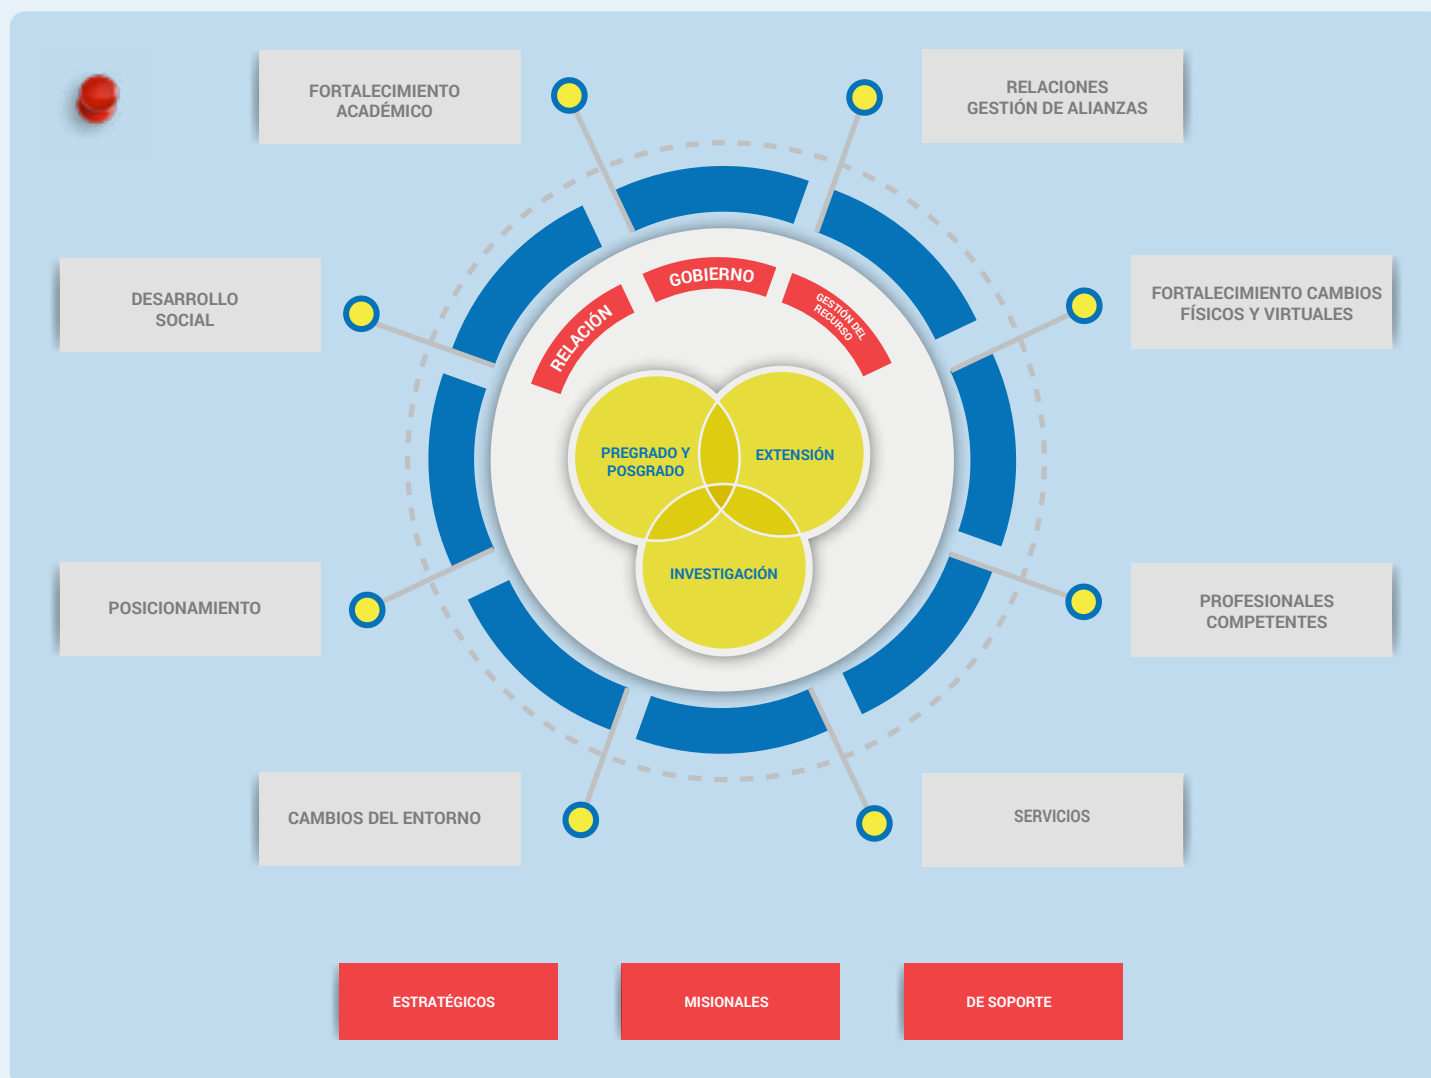 FORTALECIMIENTO
ACADÉMICO
RELACIONES
GESTIÓN DE ALIANZAS
DESARROLLO
SOCIAL
FORTALECIMIENTO CAMBIOS
FÍSICOS Y VIRTUALES
RELACIÓN
GOBIERNO
GESTIÓN DEL
RECURSO
PREGRADO Y
POSGRADO
EXTENSIÓN
INVESTIGACIÓN
POSICIONAMIENTO
PROFESIONALES
COMPETENTES
CAMBIOS DEL ENTORNO
SERVICIOS
ESTRATÉGICOS
MISIONALES
DE SOPORTE